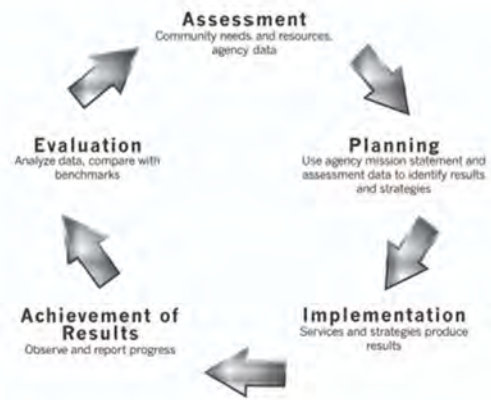 Assessment
Community needs and resources,
agency data
Planning
Use agency mission statement and
assessment data to identify results
and strategies
Implementation
Services and strategies produce
results
Achievement of
Results
Observe and report progress
Evaluation
Analyze data, compare with
benchmarks